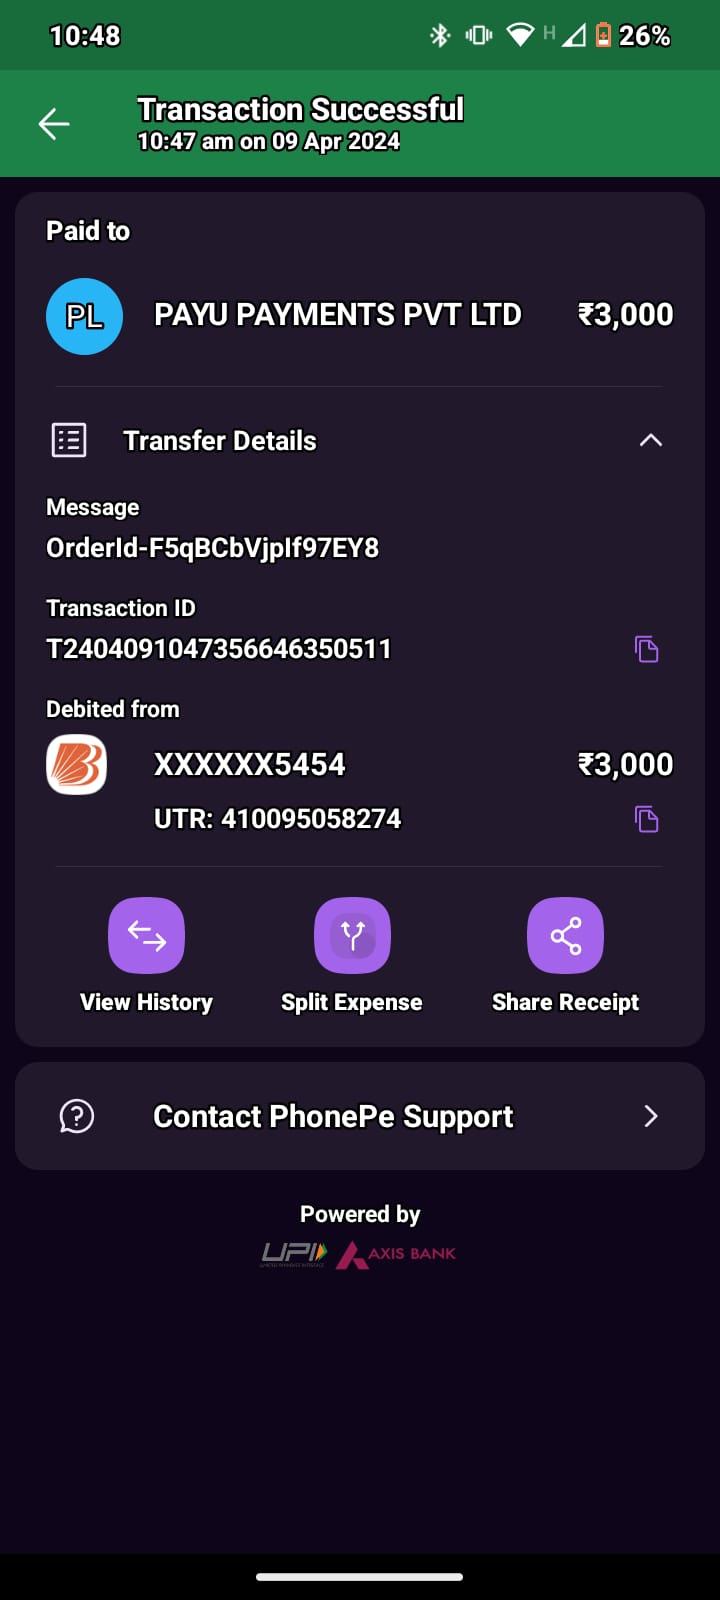 10:48
H
26%
Transaction Successful
10:47 am on 09 Apr 2024
Paid to
PL
PAYU PAYMENTS PVT LTD
₹3,000
Transfer Details
Message
OrderId-F5qBCbVjpIf97EY8
Transaction ID
T2404091047356646350511
Debited from
XXXXXX5454
₹3,000
UTR: 410095058274
View History
Split Expense
Share Receipt
Contact PhonePe Support
Powered by
UPI
AXIS BANK